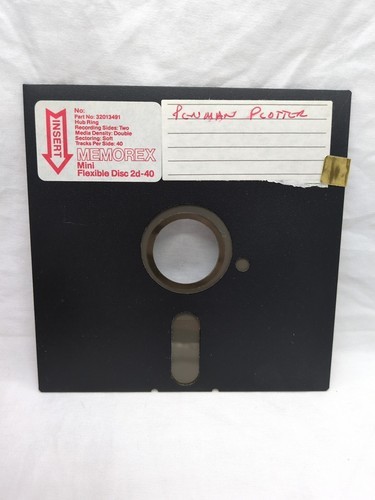 INSERT
No:
Part No: 32013491
Hub Ring
Recording Sides: Two
Media Density: Double
Sectoring: Soft
Tracks Per Side: 40
MEMOREX
Mini
Flexible Disc 2d-40
PENMAN PLOTTER